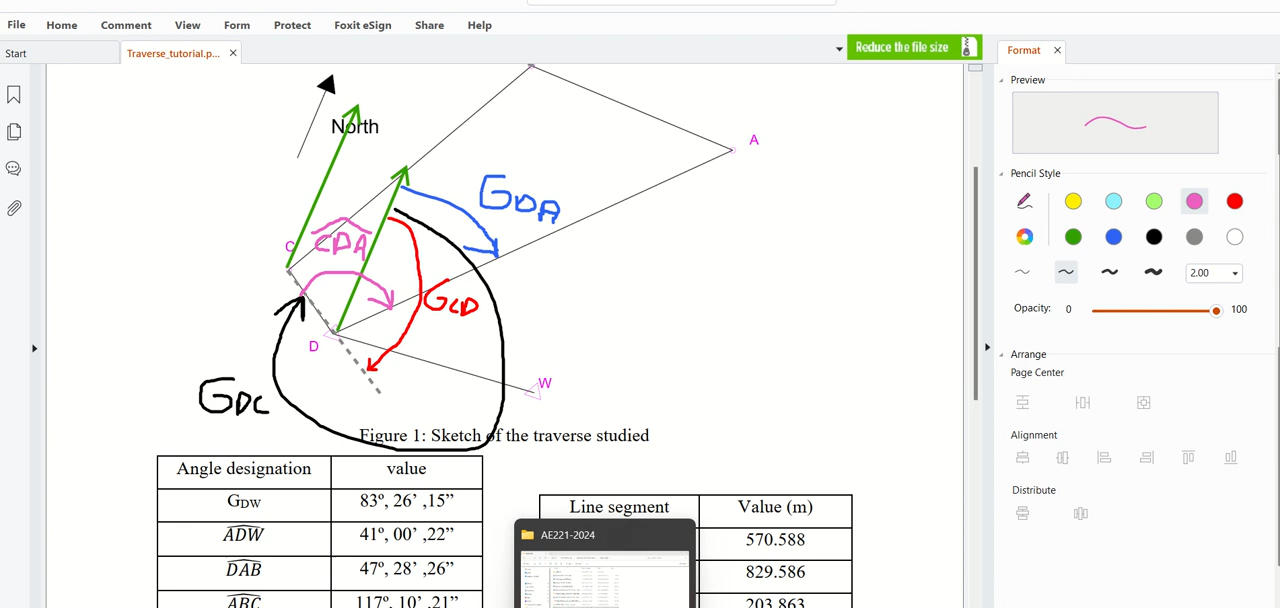 File Home Comment View Form Protect Foxit eSign Share Help
Start Traverse_tutorial.p... Reduce the file size Format
Preview
North
A
Pencil Style
GDA
C
CDA
GCD
2.00
Opacity: 0 100
D
Arrange
Page Center
W
GDC
Figure 1: Sketch of the traverse studied
Alignment
Distribute
Angle designation value
GDW 83º, 26' ,15”
ADW 41º, 00' ,22”
DAB 47º, 28' ,26”
ABC 117º, 10' ,21”
Line segment Value (m)
570.588
829.586
203.863
AE221-2024